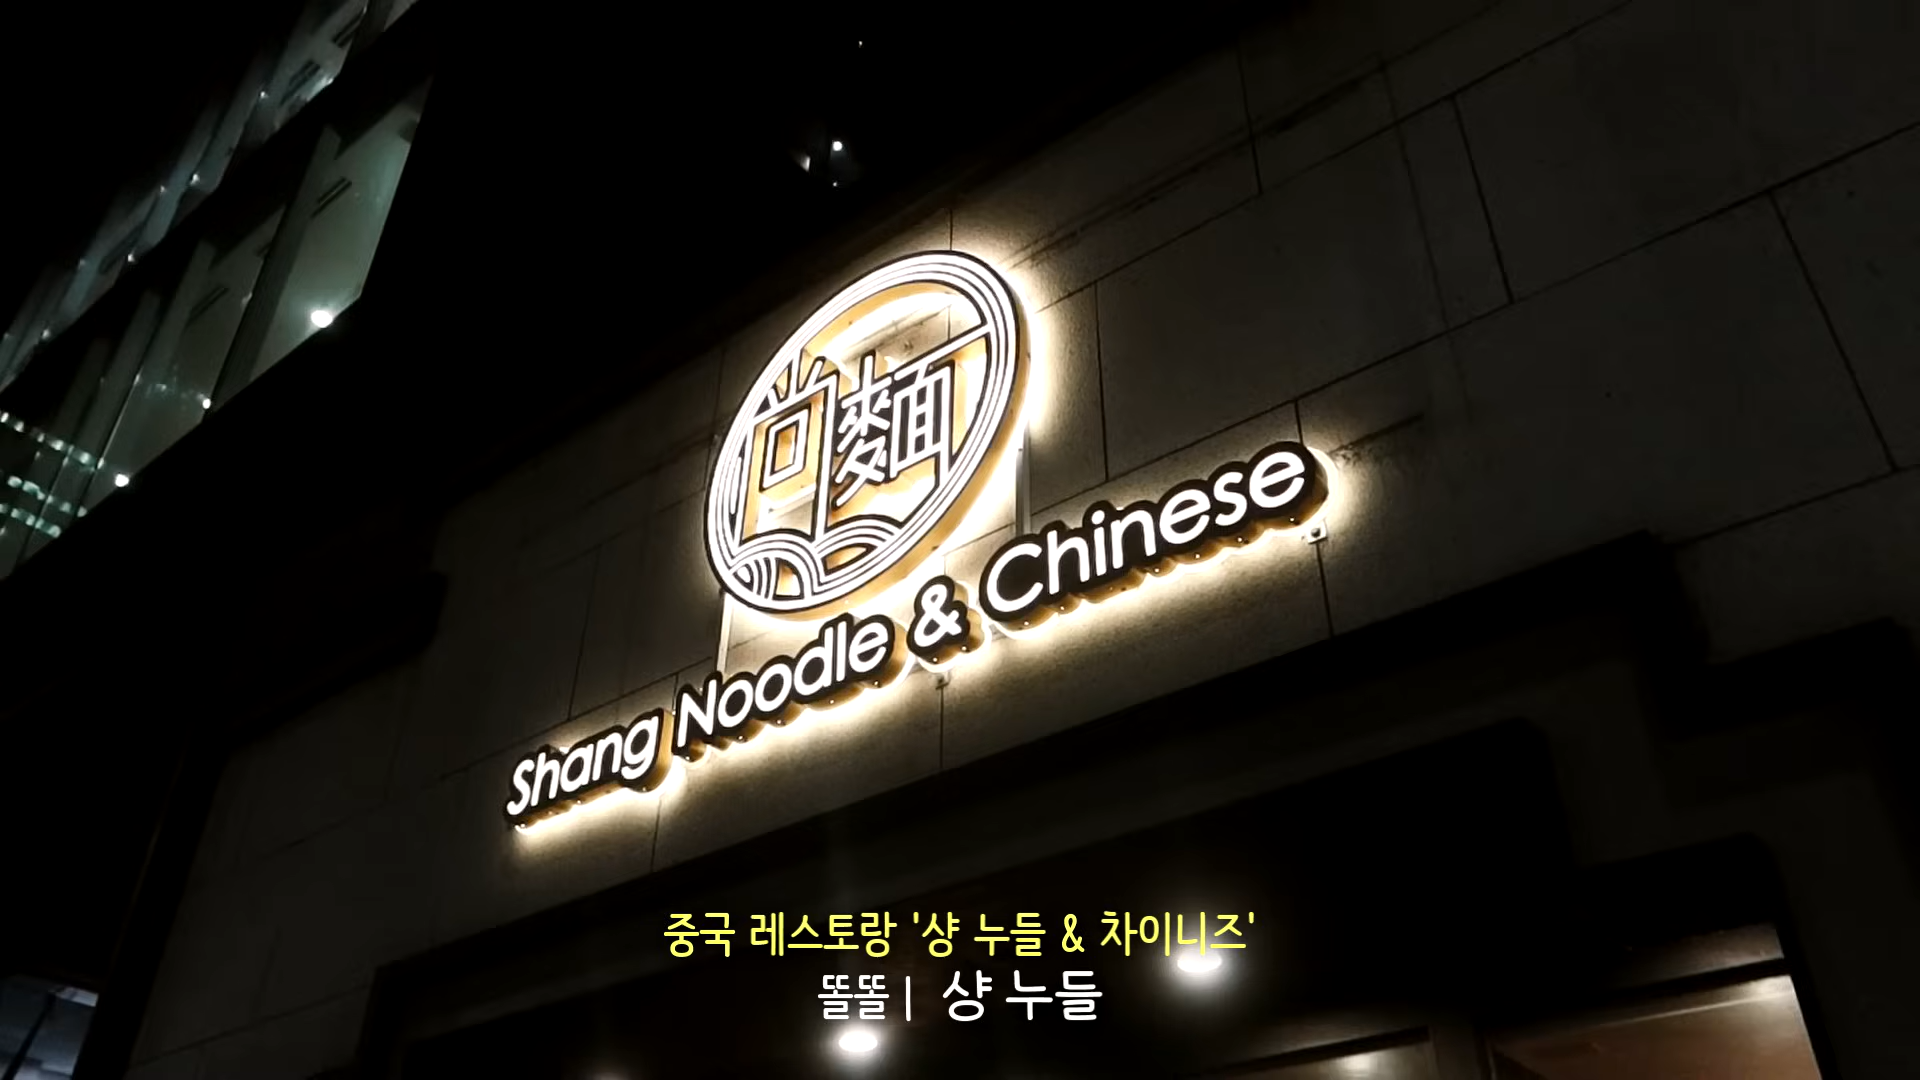 尚麵
Shang Noodle & Chinese
중국 레스토랑 '샹 누들 & 차이니즈'
똘똘 | 샹 누들